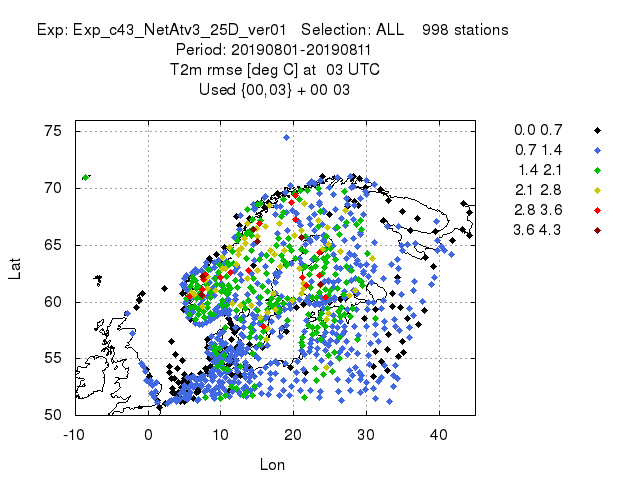 Exp: Exp_c43_NetAtv3_25D_ver01   Selection: ALL    998 stations
Period: 20190801-20190811
T2m rmse [deg C] at  03 UTC
Used {00,03} + 00 03
75
70
65
60
55
50
-10 0 10 20 30 40
Lat
Lon
0.0 0.7
0.7 1.4
1.4 2.1
2.1 2.8
2.8 3.6
3.6 4.3